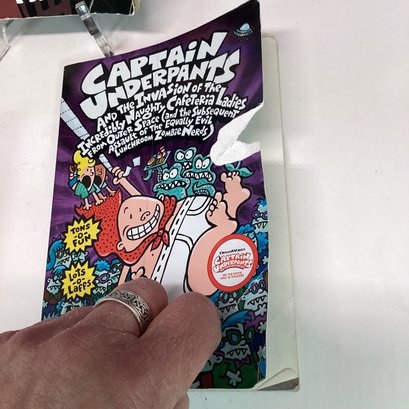 CAPTAIN
UNDERPANTS
AND THE INVASION OF THE
INCREDIBLY NAUGHTY CAFETERIA LADIES
FROM OUTER SPACE (and the Subsequent
Assault of the Equally Evil
Lunchroom Zombie Nerds)
TONS
-O-
FUN
LOTS
-O-
LAFFS
DREAMWORKS
CAPTAIN
UNDERPANTS